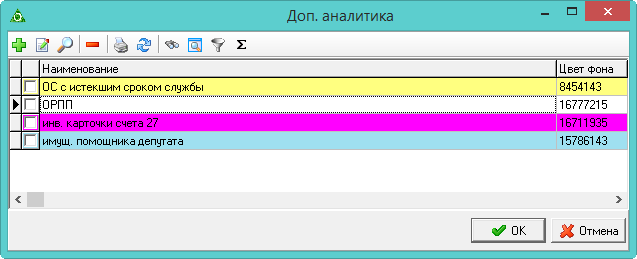 Доп. аналитика
Σ
Наименование Цвет фона
ОС с истекшим сроком службы 8454143
ОРПП 16777215
инв. карточки счета 27 16711935
имущ. помощника депутата 15786143
OK Отмена